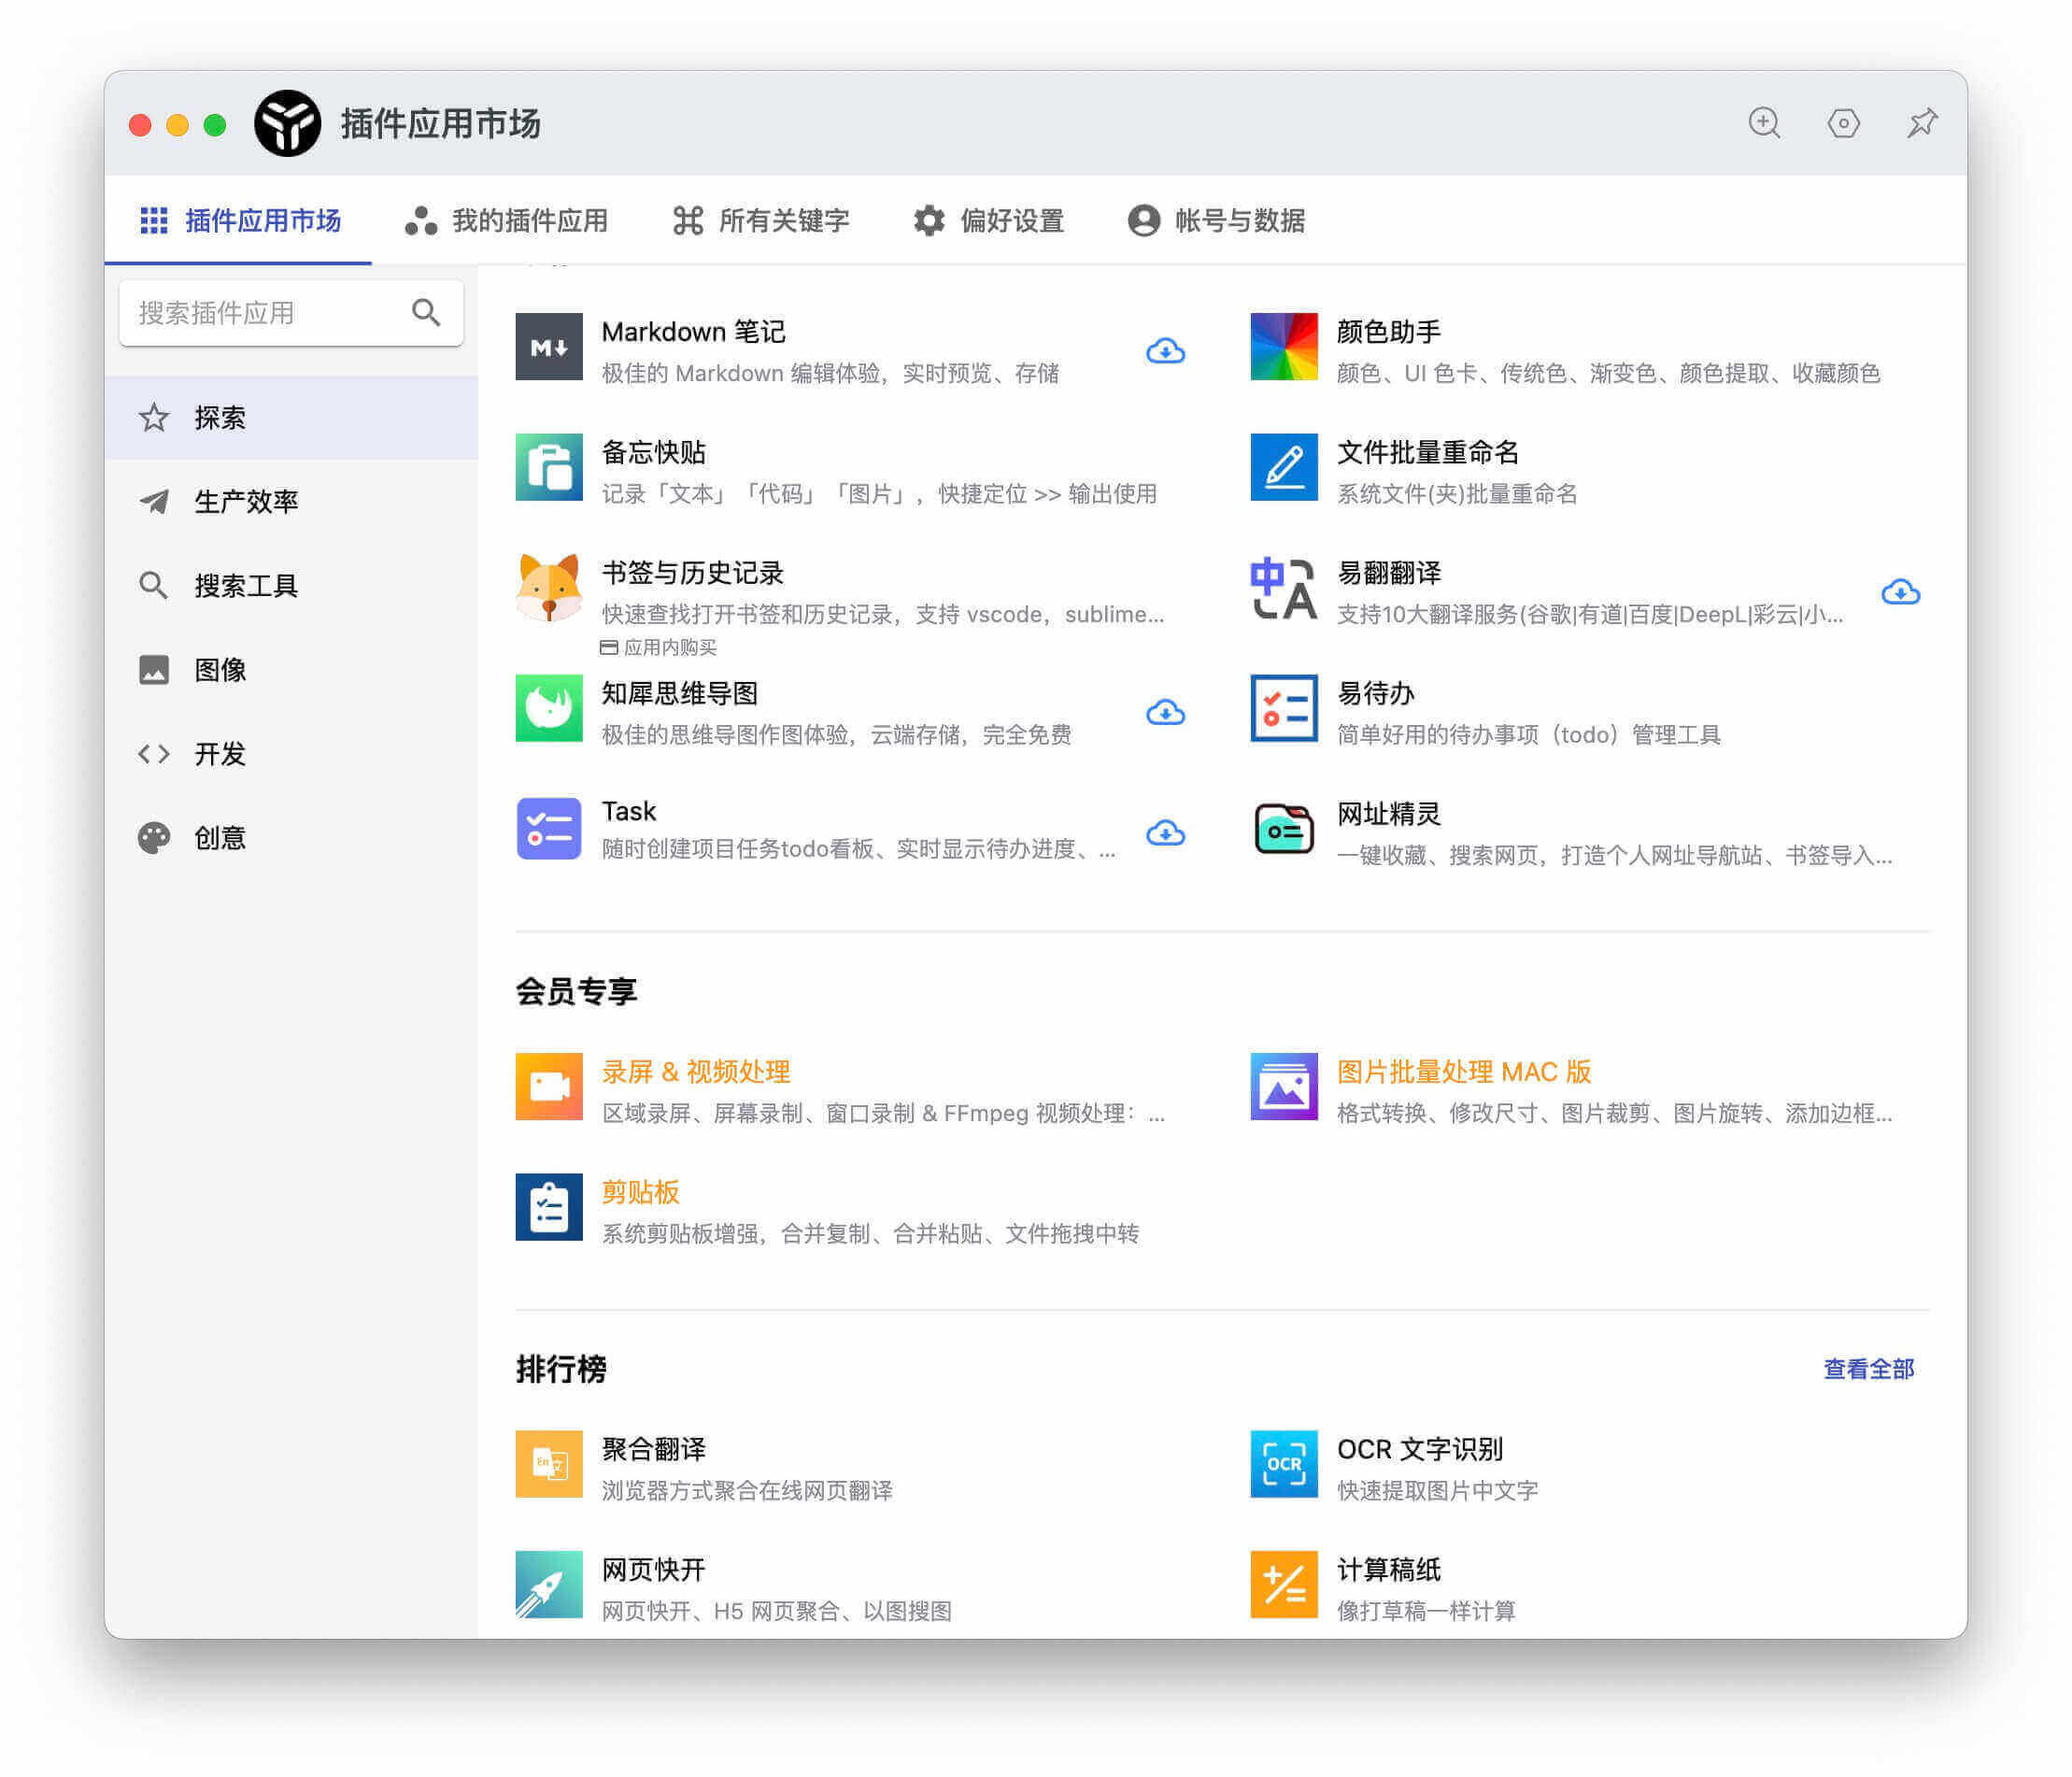 插件应用市场
插件应用市场
我的插件应用
所有关键字
偏好设置
帐号与数据
搜索插件应用
探索
生产效率
搜索工具
图像
开发
创意
Markdown 笔记
极佳的 Markdown 编辑体验，实时预览、存储
颜色助手
颜色、UI 色卡、传统色、渐变色、颜色提取、收藏颜色
备忘快贴
记录「文本」「代码」「图片」，快捷定位 >> 输出使用
文件批量重命名
系统文件(夹)批量重命名
书签与历史记录
快速查找打开书签和历史记录，支持 vscode，sublime...
应用内购买
易翻翻译
支持10大翻译服务(谷歌|有道|百度|DeepL|彩云|小...
知犀思维导图
极佳的思维导图作图体验，云端存储，完全免费
易待办
简单好用的待办事项（todo）管理工具
Task
随时创建项目任务todo看板、实时显示待办进度、...
网址精灵
一键收藏、搜索网页，打造个人网址导航站、书签导入...
会员专享
录屏 & 视频处理
区域录屏、屏幕录制、窗口录制 & FFmpeg 视频处理：...
图片批量处理 MAC 版
格式转换、修改尺寸、图片裁剪、图片旋转、添加边框...
剪贴板
系统剪贴板增强，合并复制、合并粘贴、文件拖拽中转
排行榜
查看全部
聚合翻译
浏览器方式聚合在线网页翻译
OCR
OCR 文字识别
快速提取图片中文字
网页快开
网页快开、H5 网页聚合、以图搜图
计算稿纸
像打草稿一样计算